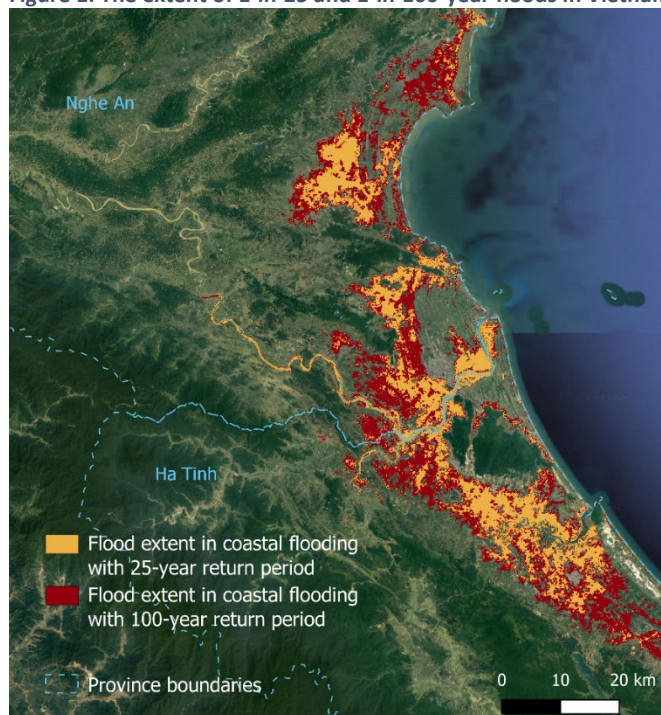 Nghe An
Ha Tinh
Flood extent in coastal flooding
with 25-year return period
Flood extent in coastal flooding
with 100-year return period
Province boundaries
0 10 20 km